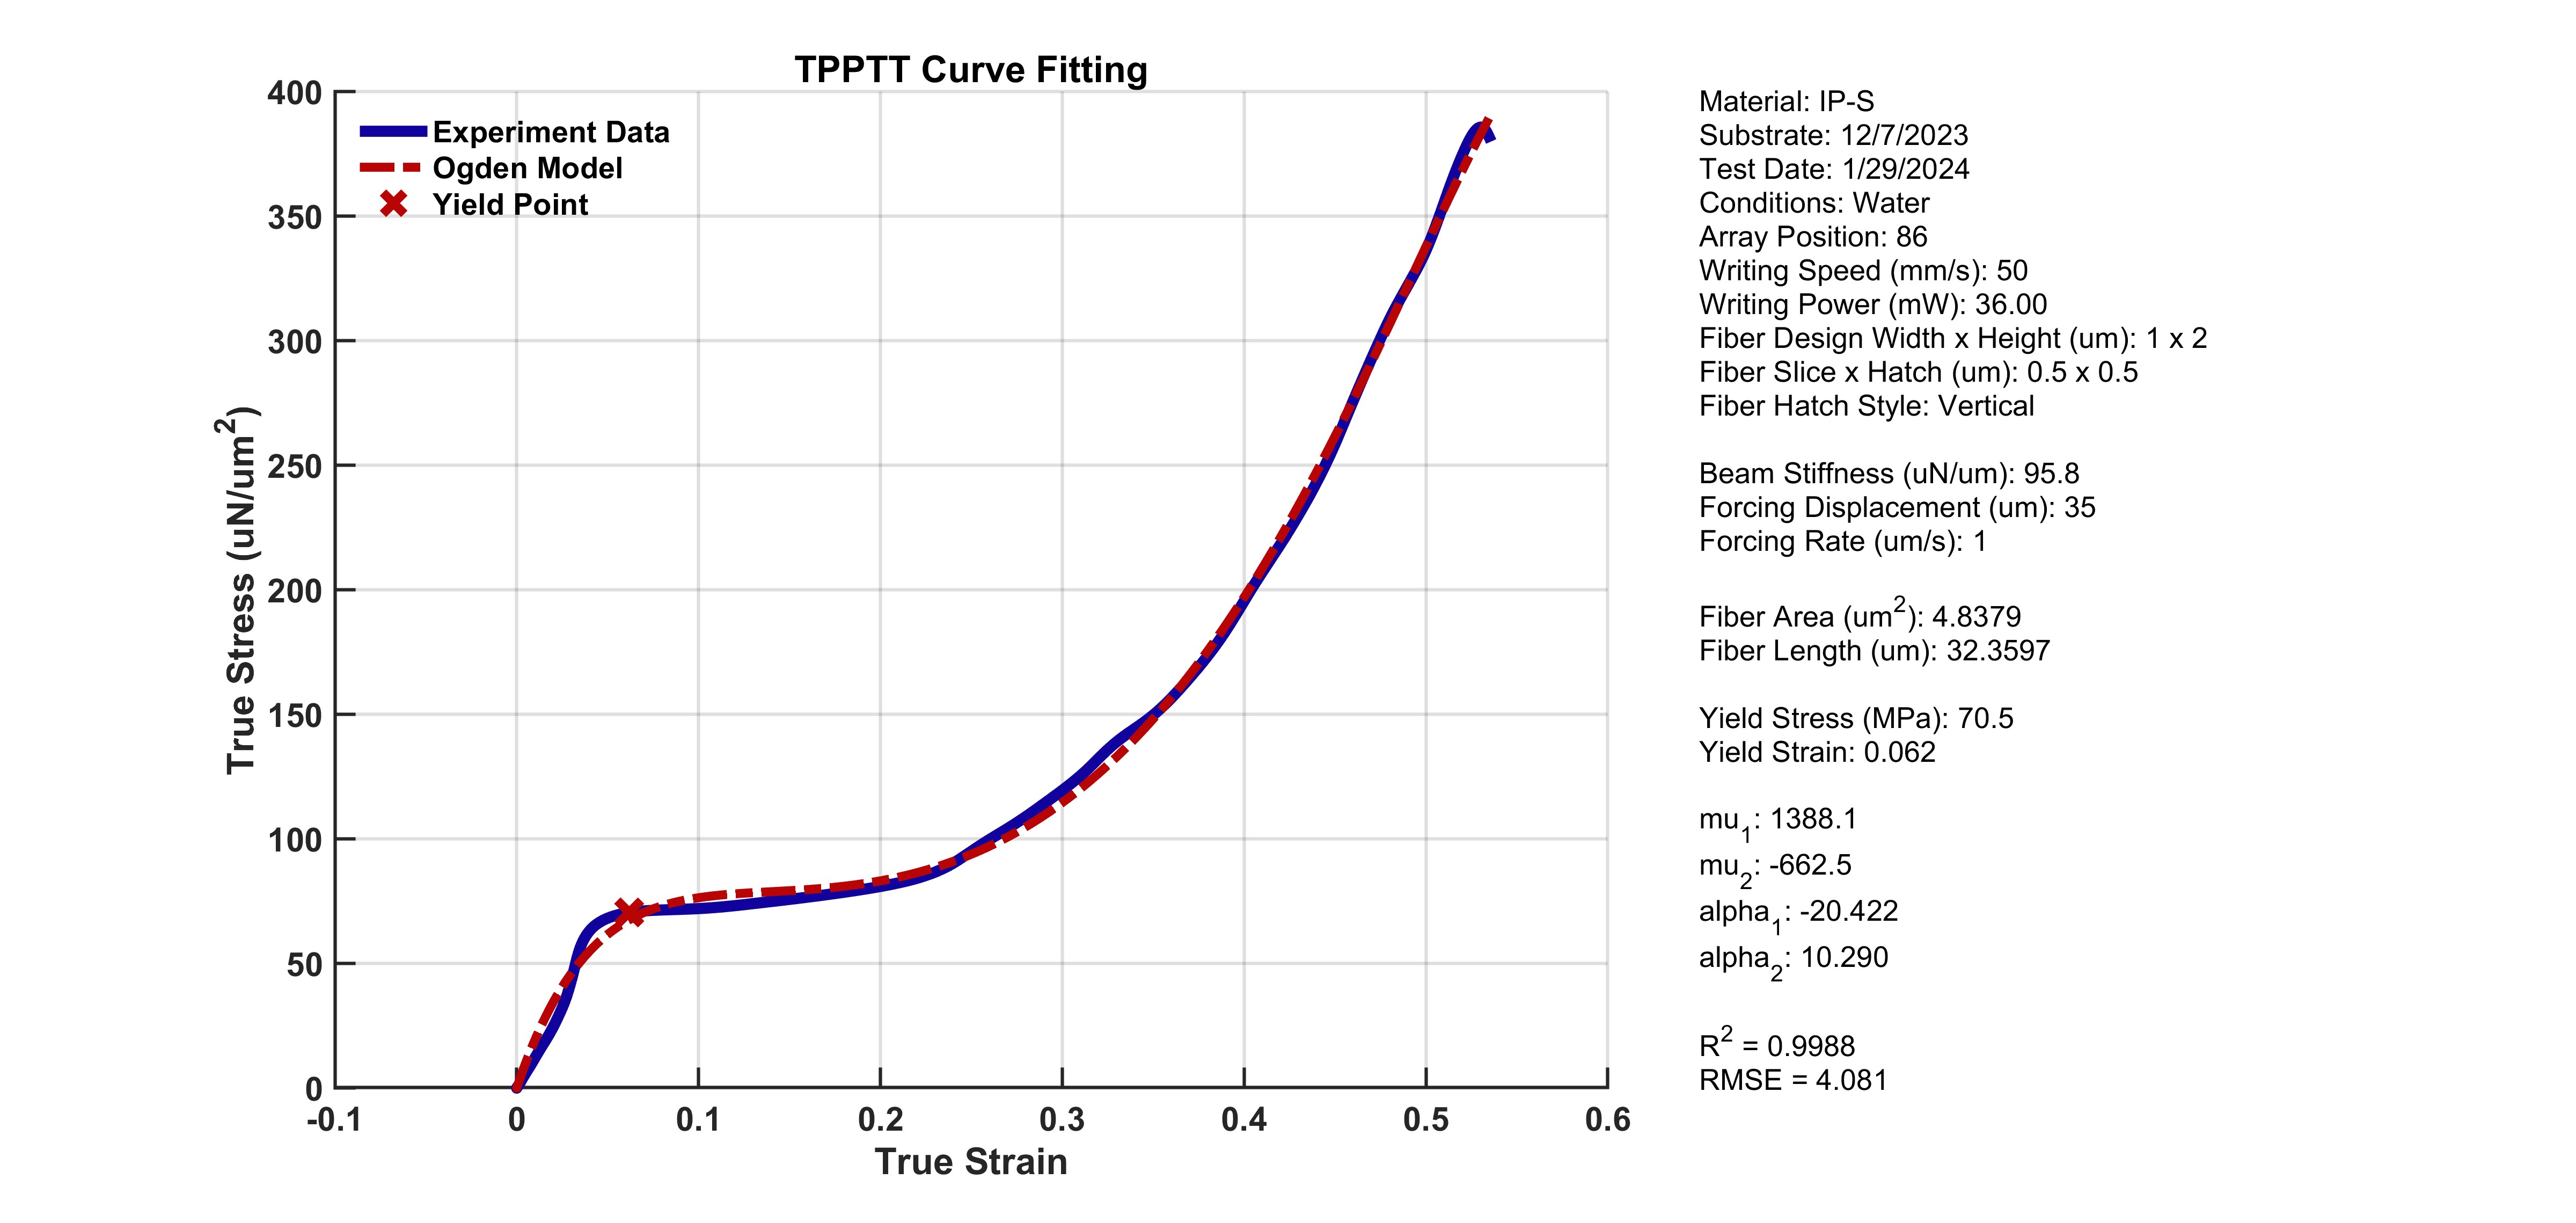 TPPTT Curve Fitting
400
350
300
250
200
150
100
50
0
True Stress (uN/um2)
Experiment Data
Ogden Model
Yield Point
-0.1
0
0.1
0.2
0.3
0.4
0.5
0.6
True Strain
Material: IP-S
Substrate: 12/7/2023
Test Date: 1/29/2024
Conditions: Water
Array Position: 86
Writing Speed (mm/s): 50
Writing Power (mW): 36.00
Fiber Design Width x Height (um): 1 x 2
Fiber Slice x Hatch (um): 0.5 x 0.5
Fiber Hatch Style: Vertical
Beam Stiffness (uN/um): 95.8
Forcing Displacement (um): 35
Forcing Rate (um/s): 1
Fiber Area (um2): 4.8379
Fiber Length (um): 32.3597
Yield Stress (MPa): 70.5
Yield Strain: 0.062
mu1: 1388.1
mu2: -662.5
alpha1: -20.422
alpha2: 10.290
R2 = 0.9988
RMSE = 4.081